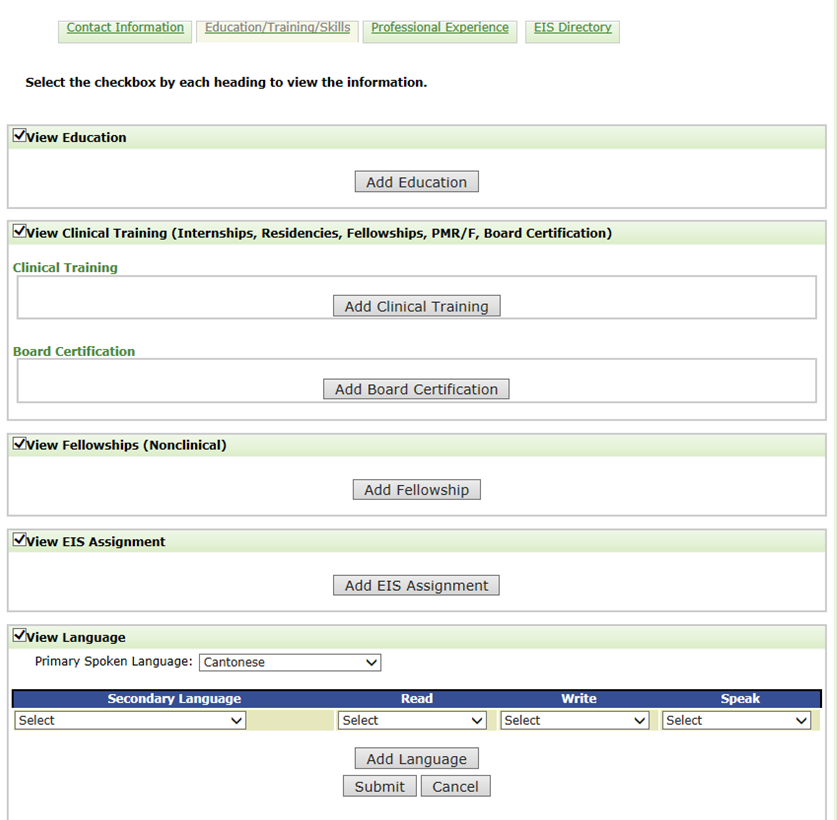 Contact Information Education/Training/Skills Professional Experience EIS Directory
Select the checkbox by each heading to view the information.
View Education
Add Education
View Clinical Training (Internships, Residencies, Fellowships, PMR/F, Board Certification)
Clinical Training
Add Clinical Training
Board Certification
Add Board Certification
View Fellowships (Nonclinical)
Add Fellowship
View EIS Assignment
Add EIS Assignment
View Language
Primary Spoken Language: Cantonese
Secondary Language Read Write Speak
Select Select Select Select
Add Language
Submit Cancel